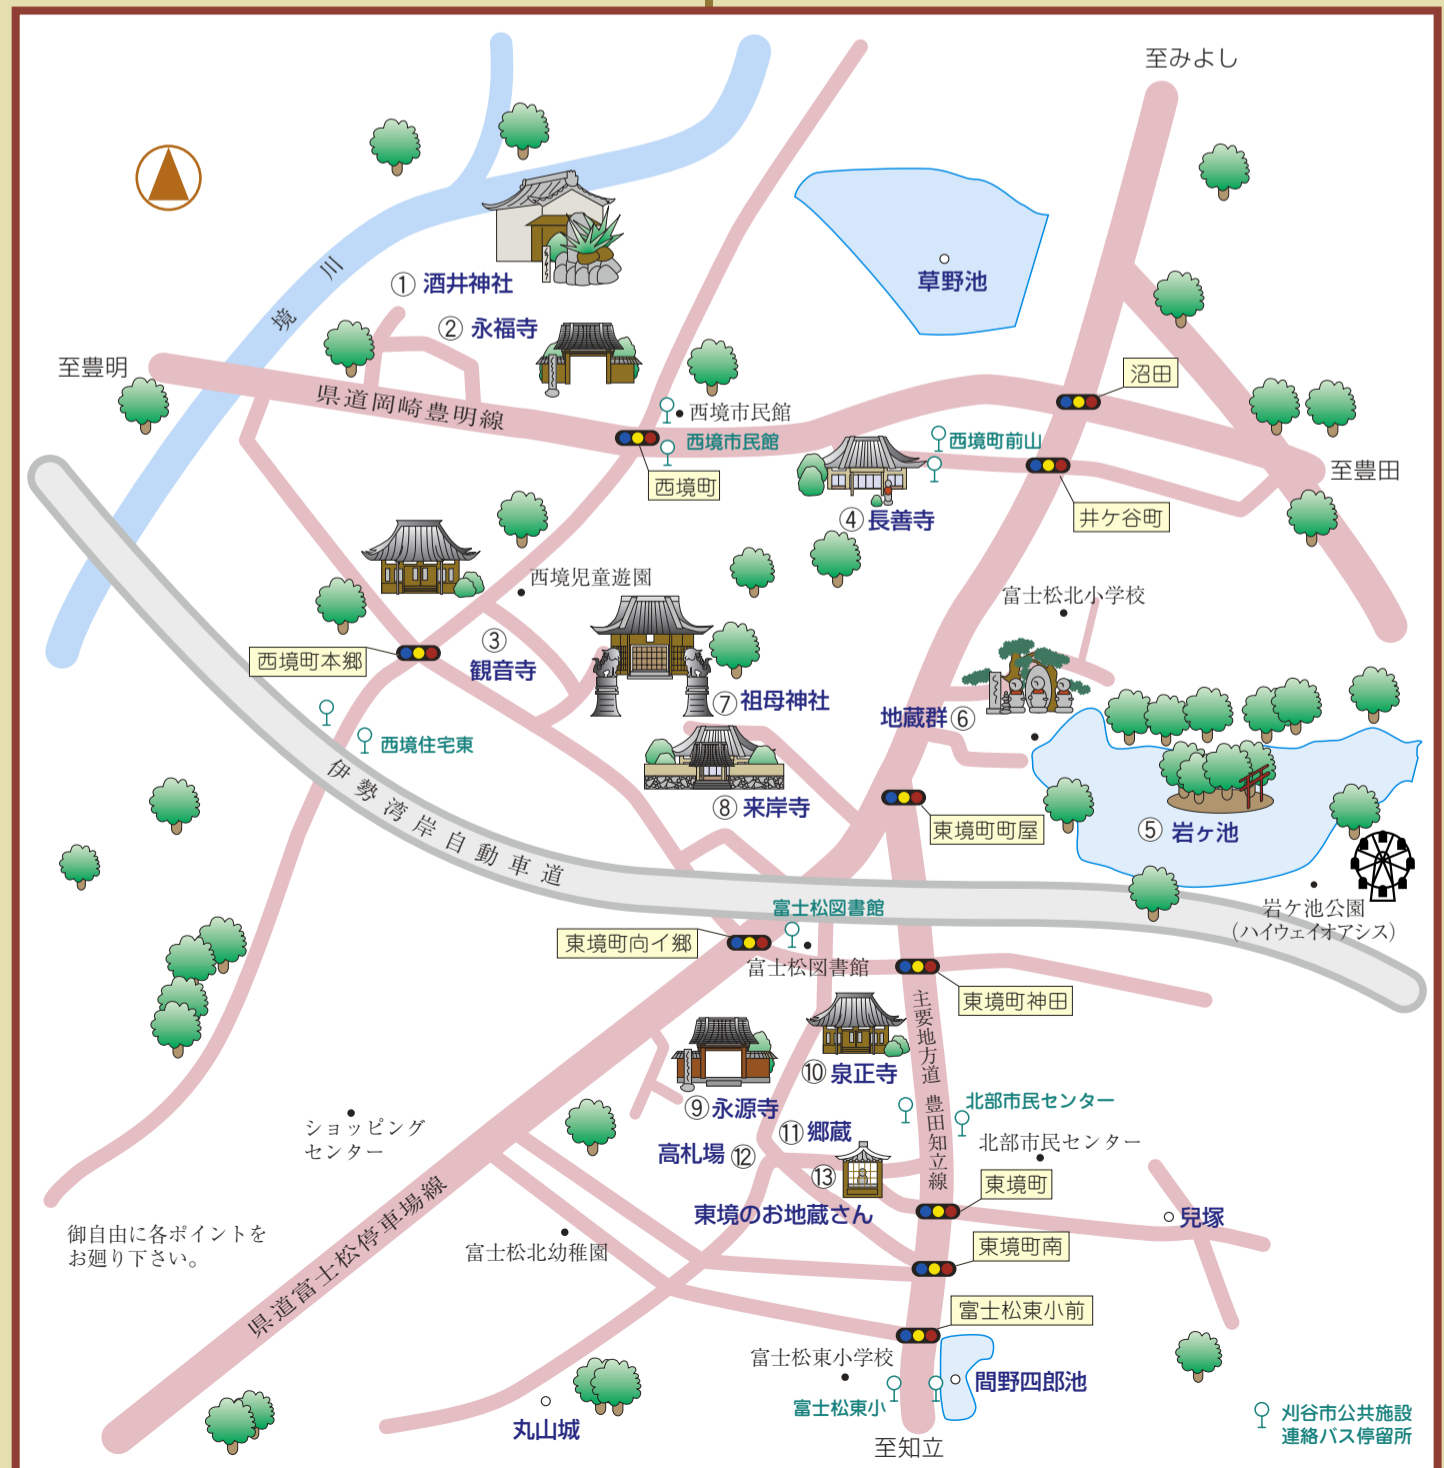 至みよし
境川
① 酒井神社
草野池
② 永福寺
至豊明
県道岡崎豊明線
沼田
西境市民館
西境市民館
西境町前山
至豊田
西境町
④ 長善寺
井ケ谷町
西境児童遊園
富士松北小学校
③
観音寺
西境町本郷
⑦ 祖母神社
地蔵群 ⑥
西境住宅東
伊勢湾岸自動車道
⑧ 来岸寺
東境町町屋
⑤ 岩ヶ池
富士松図書館
岩ケ池公園
(ハイウェイオアシス)
東境町向イ郷
富士松図書館
東境町神田
主要地方道 豊田知立線
⑩ 泉正寺
⑨ 永源寺
北部市民センター
ショッピング
センター
⑪ 郷蔵
北部市民センター
高札場 ⑫
⑬
東境町
東境のお地蔵さん
兒塚
御自由に各ポイントを
お廻り下さい。
富士松北幼稚園
東境町南
県道富士松停車場線
富士松東小前
富士松東小学校
間野四郎池
富士松東小
丸山城
刈谷市公共施設
連絡バス停留所
至知立